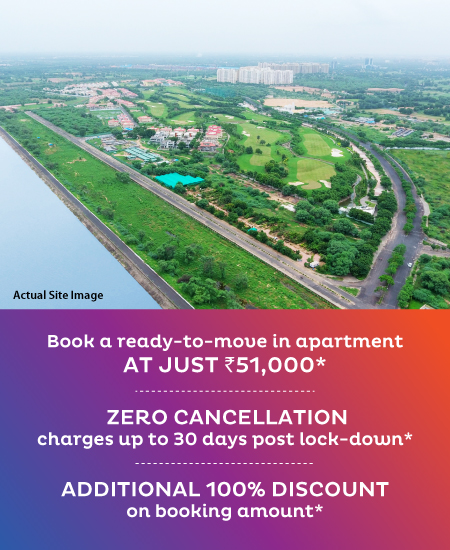 Actual Site Image
Book a ready-to-move in apartment
AT JUST ₹51,000*
ZERO CANCELLATION
charges up to 30 days post lock-down*
ADDITIONAL 100% DISCOUNT
on booking amount*